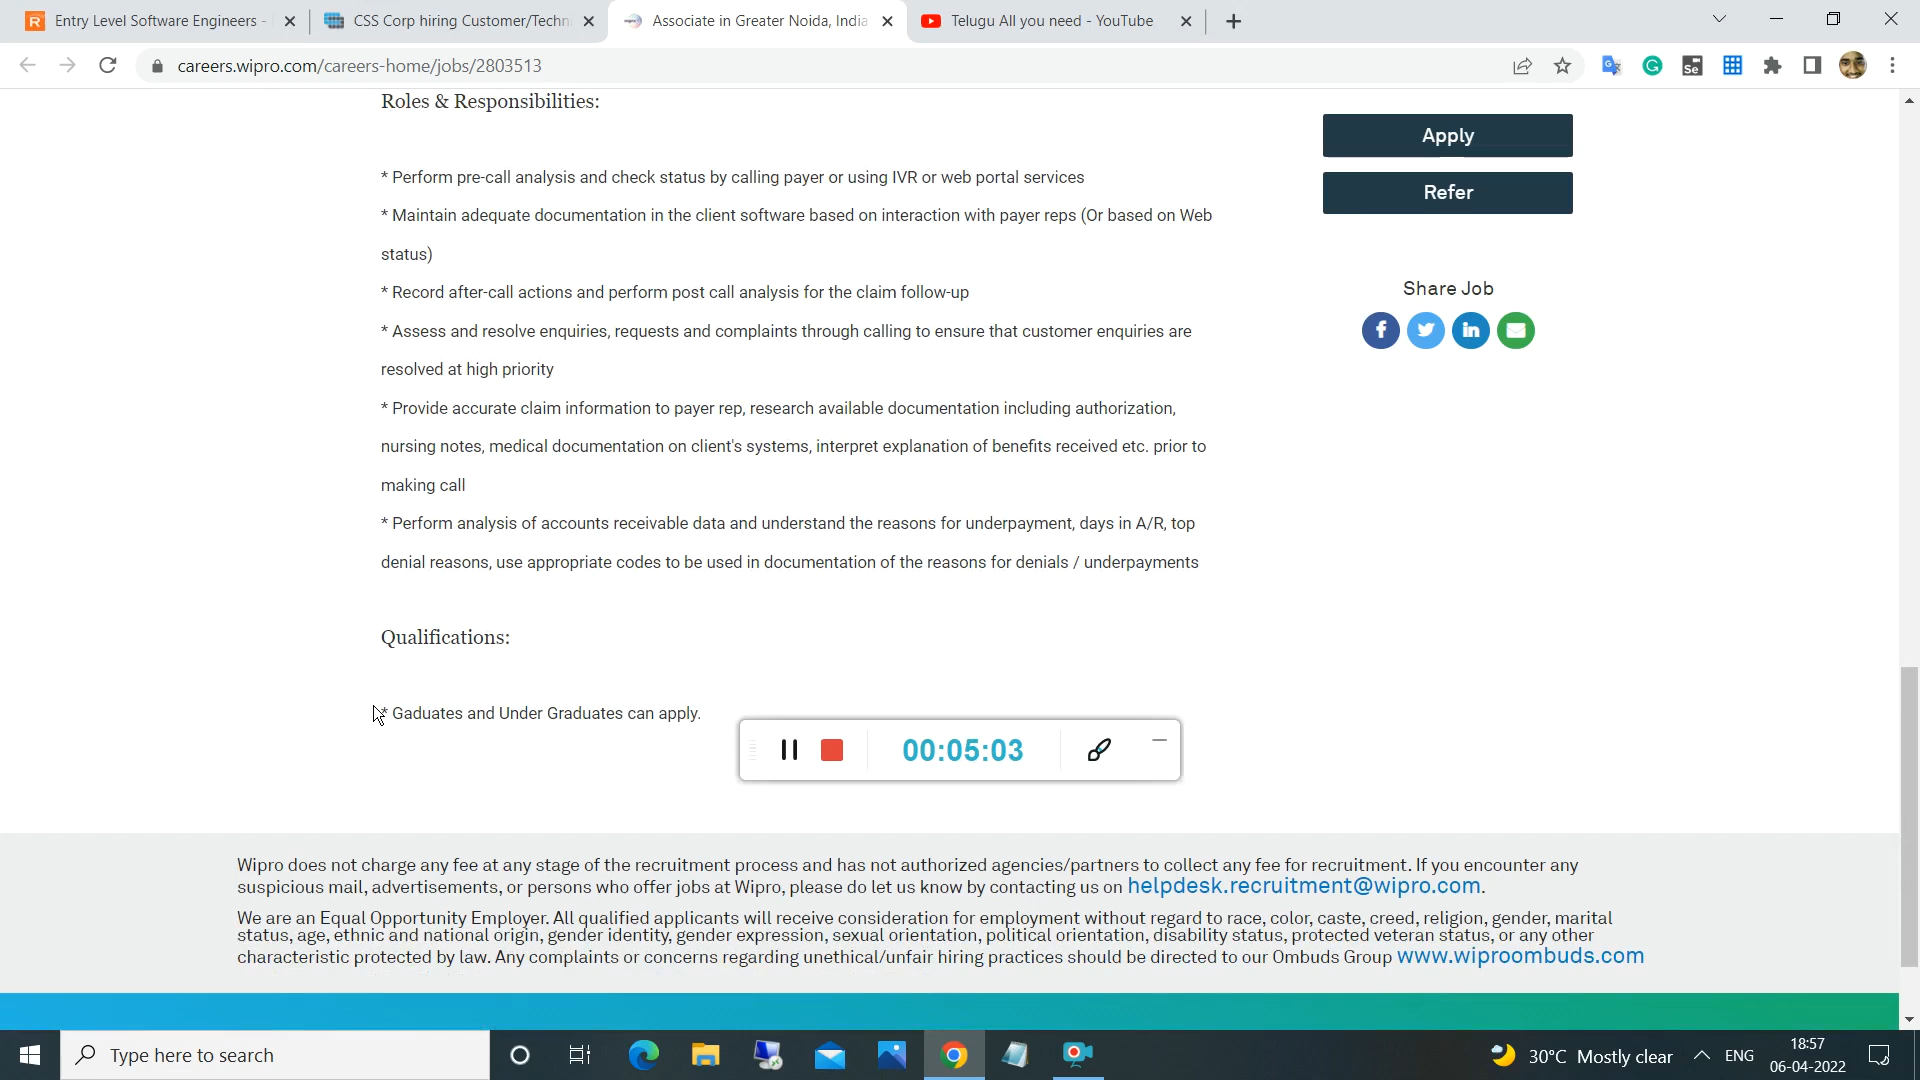 Entry Level Software Engineers -
CSS Corp hiring Customer/Techn
Associate in Greater Noida, India
Telugu All you need - YouTube
careers.wipro.com/careers-home/jobs/2803513
Roles & Responsibilities:
* Perform pre-call analysis and check status by calling payer or using IVR or web portal services
* Maintain adequate documentation in the client software based on interaction with payer reps (Or based on Web
status)
* Record after-call actions and perform post call analysis for the claim follow-up
* Assess and resolve enquiries, requests and complaints through calling to ensure that customer enquiries are
resolved at high priority
* Provide accurate claim information to payer rep, research available documentation including authorization,
nursing notes, medical documentation on client's systems, interpret explanation of benefits received etc. prior to
making call
* Perform analysis of accounts receivable data and understand the reasons for underpayment, days in A/R, top
denial reasons, use appropriate codes to be used in documentation of the reasons for denials / underpayments
Qualifications:
* Gaduates and Under Graduates can apply.
Apply
Refer
Share Job
00:05:03
Wipro does not charge any fee at any stage of the recruitment process and has not authorized agencies/partners to collect any fee for recruitment. If you encounter any
suspicious mail, advertisements, or persons who offer jobs at Wipro, please do let us know by contacting us on helpdesk.recruitment@wipro.com.
We are an Equal Opportunity Employer. All qualified applicants will receive consideration for employment without regard to race, color, caste, creed, religion, gender, marital
status, age, ethnic and national origin, gender identity, gender expression, sexual orientation, political orientation, disability status, protected veteran status, or any other
characteristic protected by law. Any complaints or concerns regarding unethical/unfair hiring practices should be directed to our Ombuds Group www.wiproombuds.com
Type here to search
30°C Mostly clear
ENG
18:57
06-04-2022